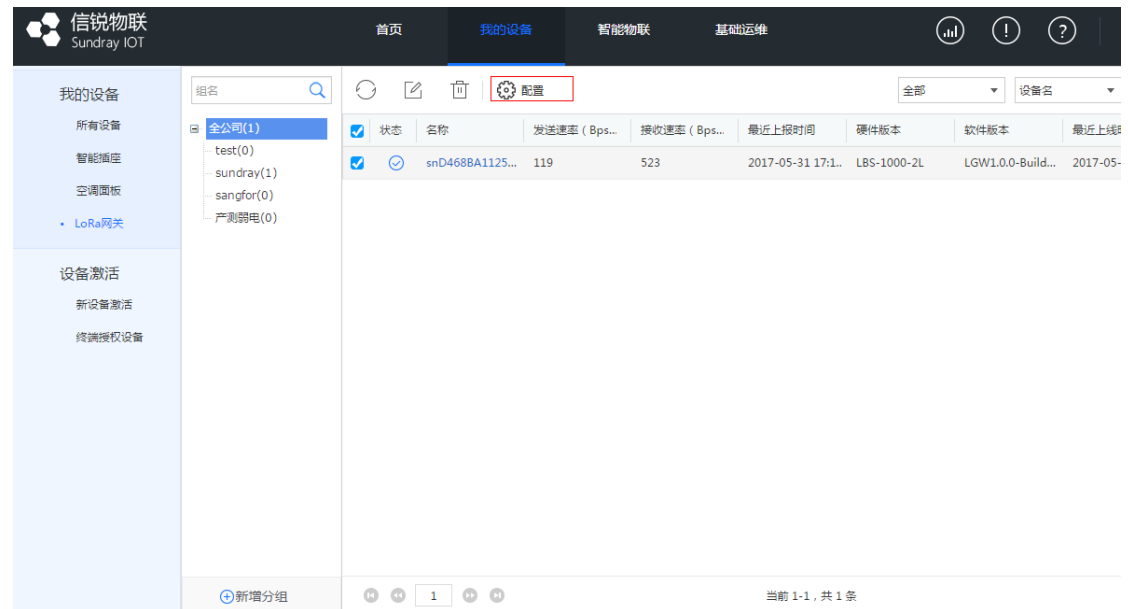 信锐物联
Sundray IOT
首页 我的设备 智能物联 基础运维
我的设备
所有设备
智能插座
空调面板
LoRa网关
设备激活
新设备激活
终端授权设备
组名
全公司(1)
test(0)
sundray(1)
sangfor(0)
产测弱电(0)
新增分组
配置 全部 设备名
状态 名称 发送速率 ( Bps... 接收速率 ( Bps... 最近上报时间 硬件版本 软件版本 最近上线时
snD468BA1125... 119 523 2017-05-31 17:1.. LBS-1000-2L LGW1.0.0-Build... 2017-05-
1 当前 1-1 , 共 1 条